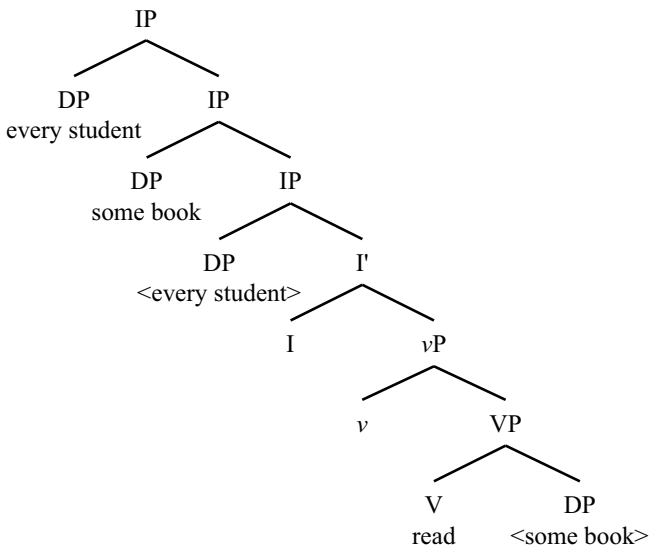 IP
DP IP
every student
DP IP
some book
DP I'
<every student>
I vP
v VP
V DP
read <some book>